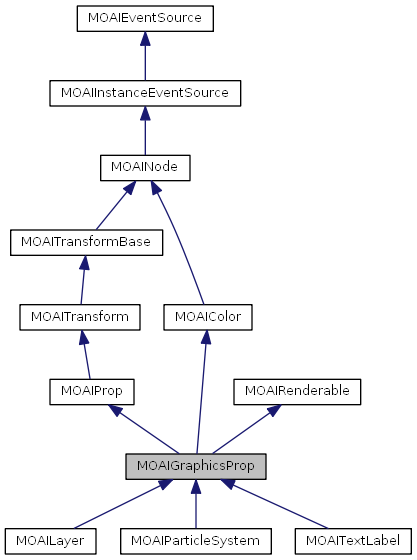 MOAIEventSource
MOAIInstanceEventSource
MOAINode
MOAITransformBase
MOAITransform
MOAIColor
MOAIProp
MOAIRenderable
MOAIGraphicsProp
MOAILayer
MOAIParticleSystem
MOAITextLabel